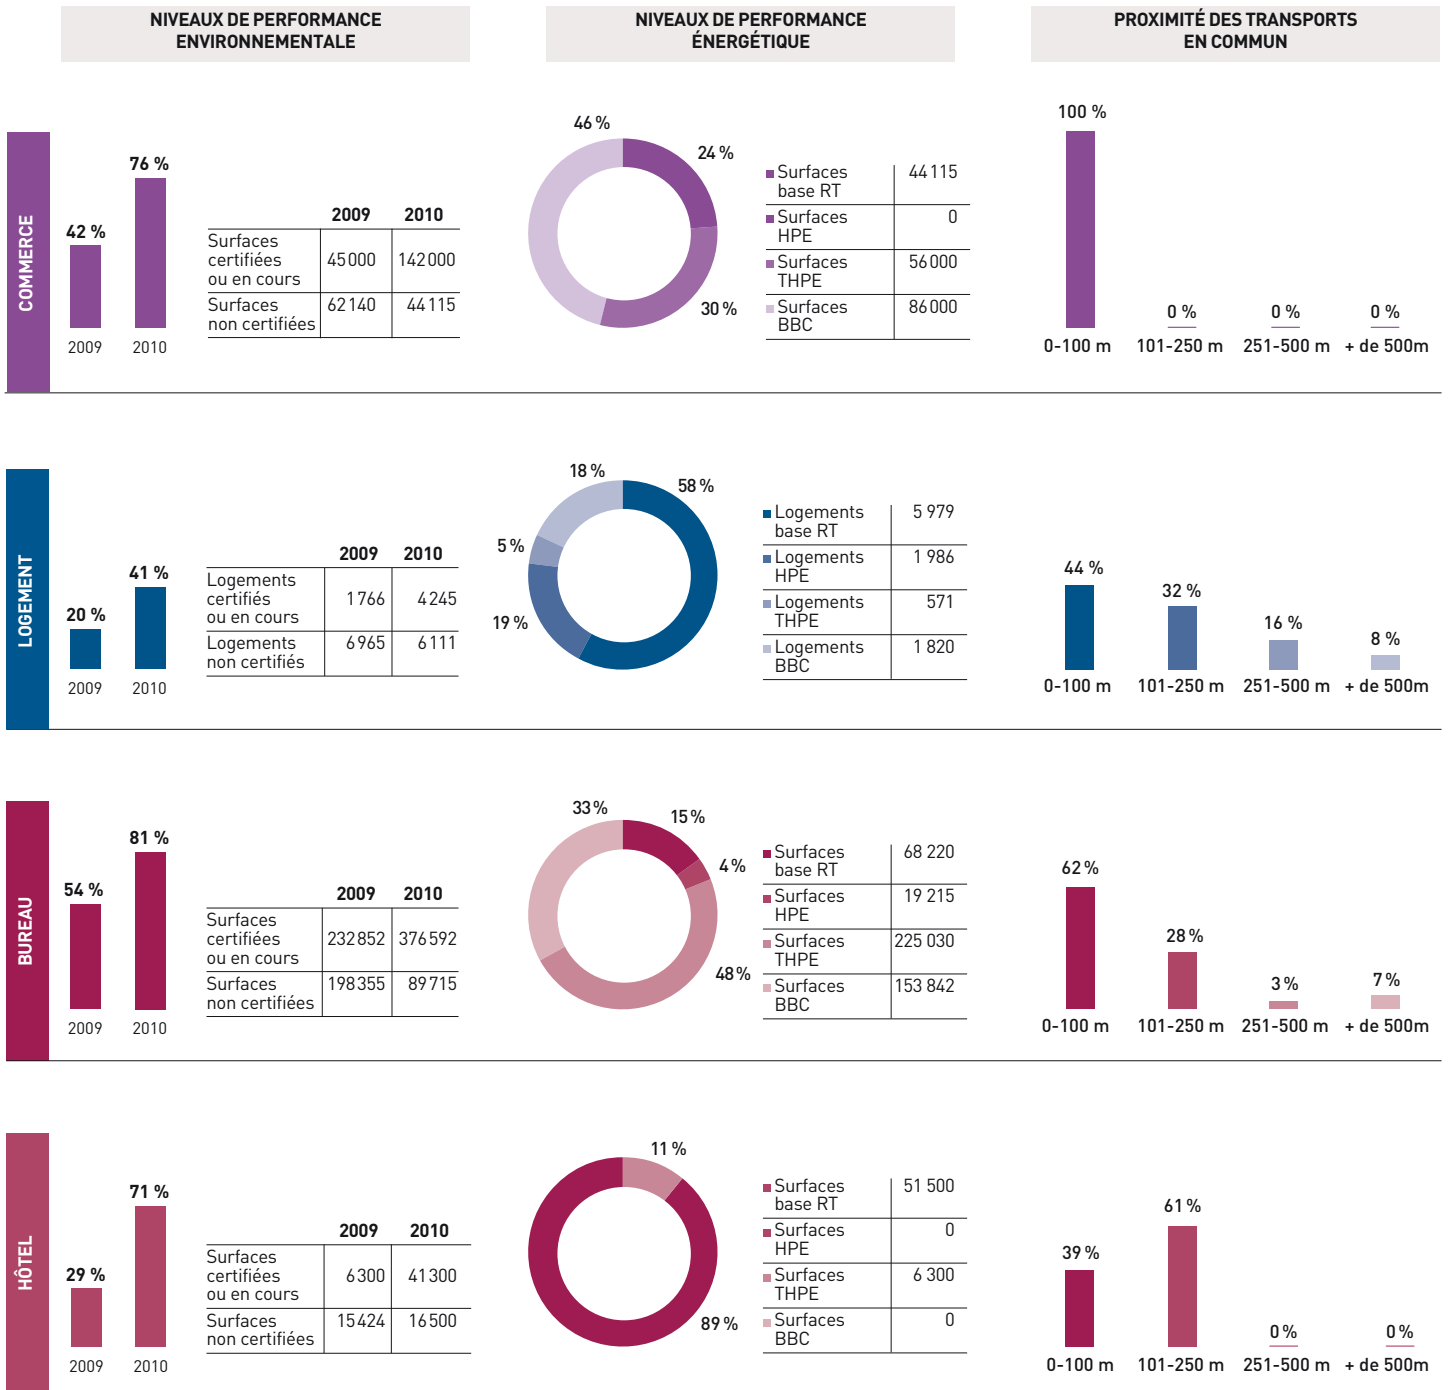 NIVEAUX DE PERFORMANCE
ENVIRONNEMENTALE
NIVEAUX DE PERFORMANCE
ÉNERGÉTIQUE
PROXIMITÉ DES TRANSPORTS
EN COMMUN
COMMERCE
42 %
76 %
2009
2010
2009 2010
Surfaces
certifiées
ou en cours
45 000 142 000
Surfaces
non certifiées
62 140 44 115
46 %
24 %
30 %
Surfaces
base RT
44 115
Surfaces
HPE
0
Surfaces
THPE
56 000
Surfaces
BBC
86 000
100 %
0 %
0 %
0 %
0-100 m
101-250 m
251-500 m
+ de 500m
LOGEMENT
20 %
41 %
2009
2010
2009 2010
Logements
certifiés
ou en cours
1 766 4 245
Logements
non certifiés
6 965 6 111
18 %
58 %
5 %
19 %
Logements
base RT
5 979
Logements
HPE
1 986
Logements
THPE
571
Logements
BBC
1 820
44 %
32 %
16 %
8 %
0-100 m
101-250 m
251-500 m
+ de 500m
BUREAU
54 %
81 %
2009
2010
2009 2010
Surfaces
certifiées
ou en cours
232 852 376 592
Surfaces
non certifiées
198 355 89 715
33 %
15 %
4 %
48 %
Surfaces
base RT
68 220
Surfaces
HPE
19 215
Surfaces
THPE
225 030
Surfaces
BBC
153 842
62 %
28 %
3 %
7 %
0-100 m
101-250 m
251-500 m
+ de 500m
HÔTEL
29 %
71 %
2009
2010
2009 2010
Surfaces
certifiées
ou en cours
6 300 41 300
Surfaces
non certifiées
15 424 16 500
11 %
89 %
Surfaces
base RT
51 500
Surfaces
HPE
0
Surfaces
THPE
6 300
Surfaces
BBC
0
39 %
61 %
0 %
0 %
0-100 m
101-250 m
251-500 m
+ de 500m